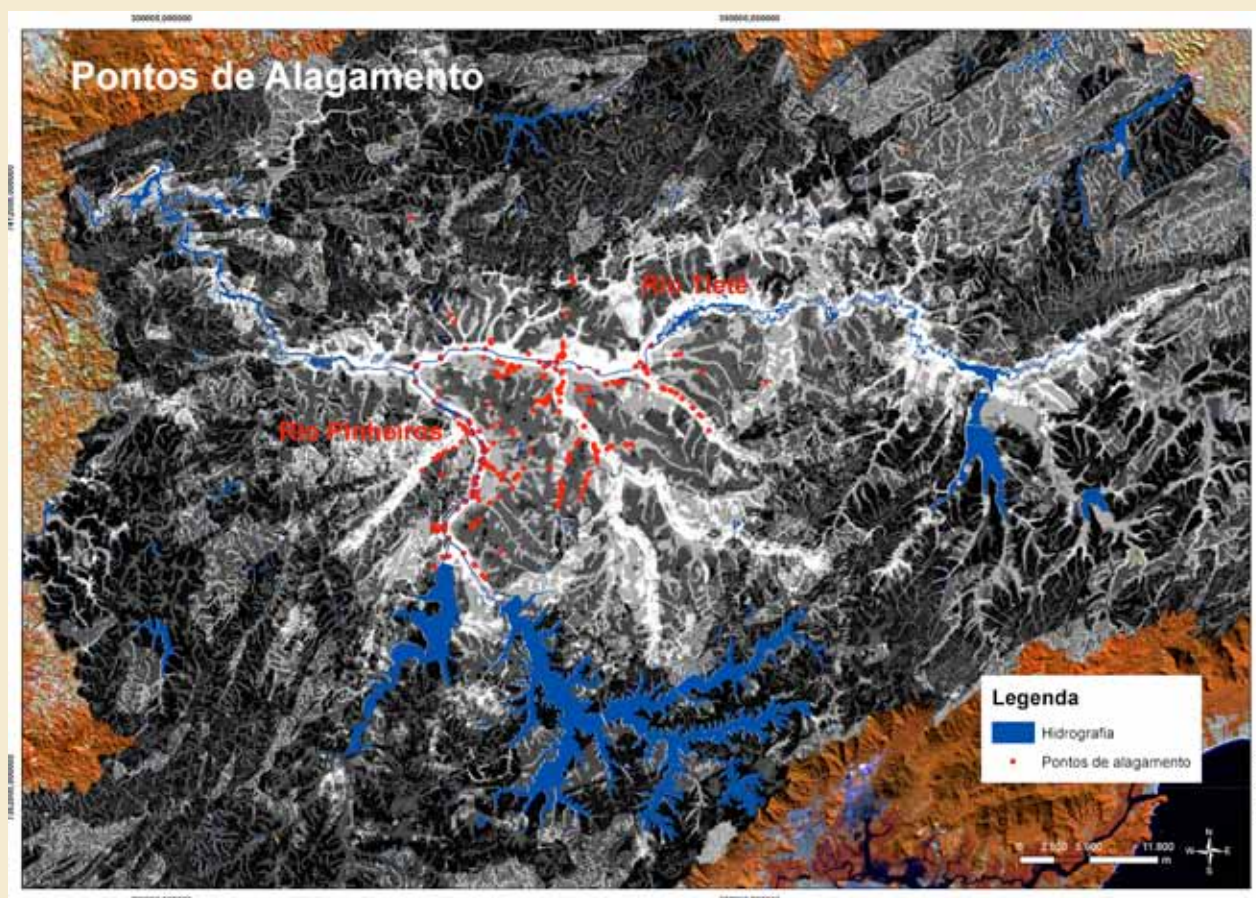 Pontos de Alagamento
Rio Tietê
Rio Pinheiros
Legenda
Hidrografia
Pontos de alagamento
N
W
E
S
m